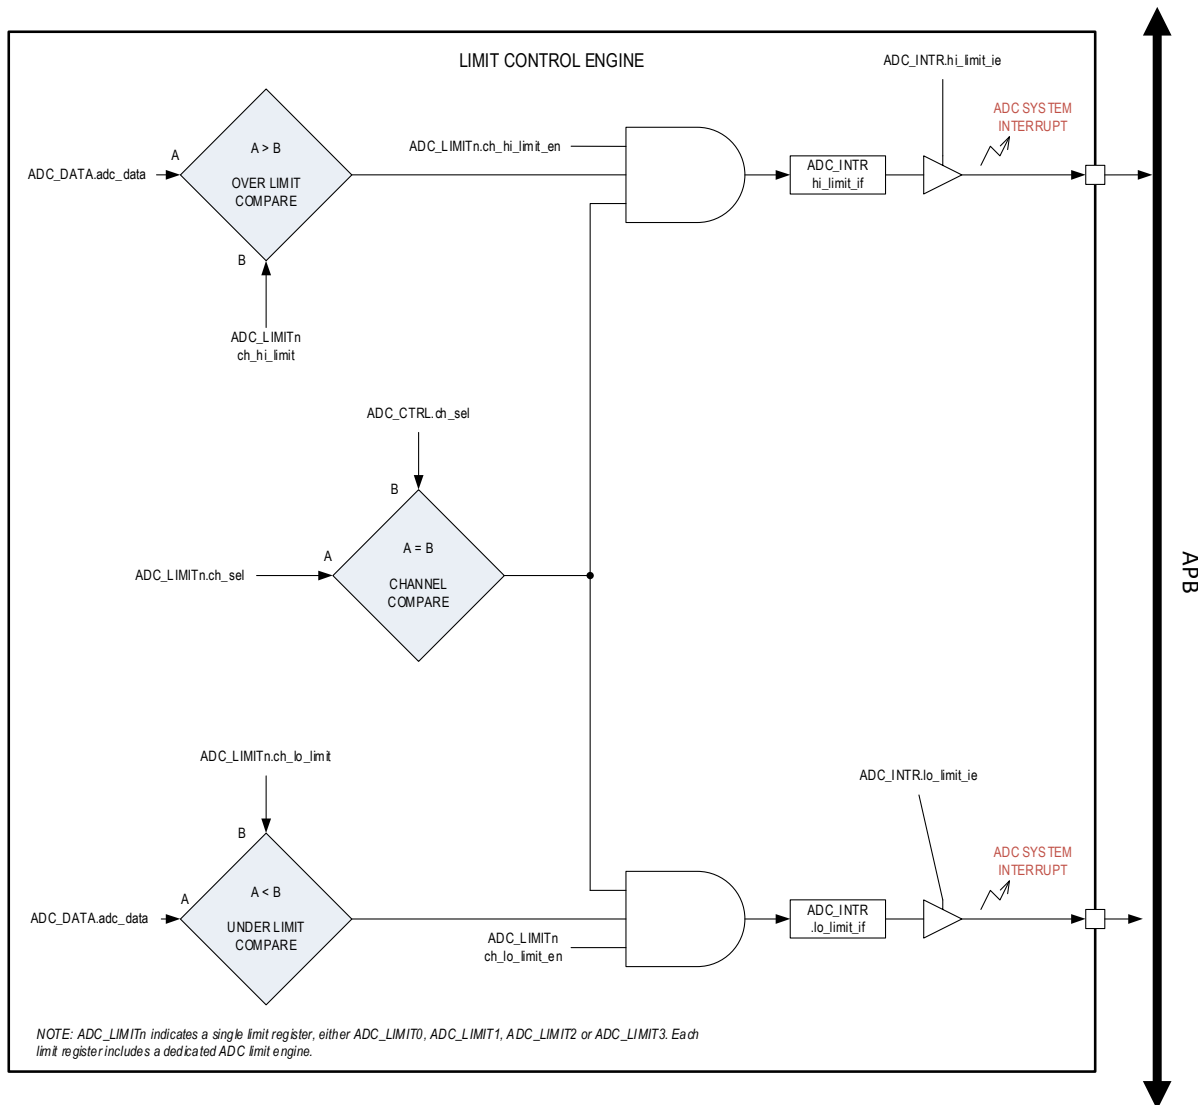 LIMIT CONTROL ENGINE
ADC_INTR.hi_limit_ie
ADC SYSTEM
INTERRUPT
ADC_LIMITn.ch_hi_limit_en
A > B
OVER LIMIT
COMPARE
A
ADC_DATA.adc_data
B
ADC_LIMITn
ch_hi_limit
ADC_INTR
hi_limit_if
ADC_CTRL.ch_sel
B
A
A = B
CHANNEL
COMPARE
ADC_LIMITn.ch_sel
APB
ADC_LIMITn.ch_lo_limit
B
A
A < B
UNDER LIMIT
COMPARE
ADC_DATA.adc_data
ADC_LIMITn
ch_lo_limit_en
ADC_INTR.lo_limit_ie
ADC_INTR
.lo_limit_if
ADC SYSTEM
INTERRUPT
NOTE: ADC_LIMITn indicates a single limit register, either ADC_LIMIT0, ADC_LIMIT1, ADC_LIMIT2 or ADC_LIMIT3. Each
limit register includes a dedicated ADC limit engine.